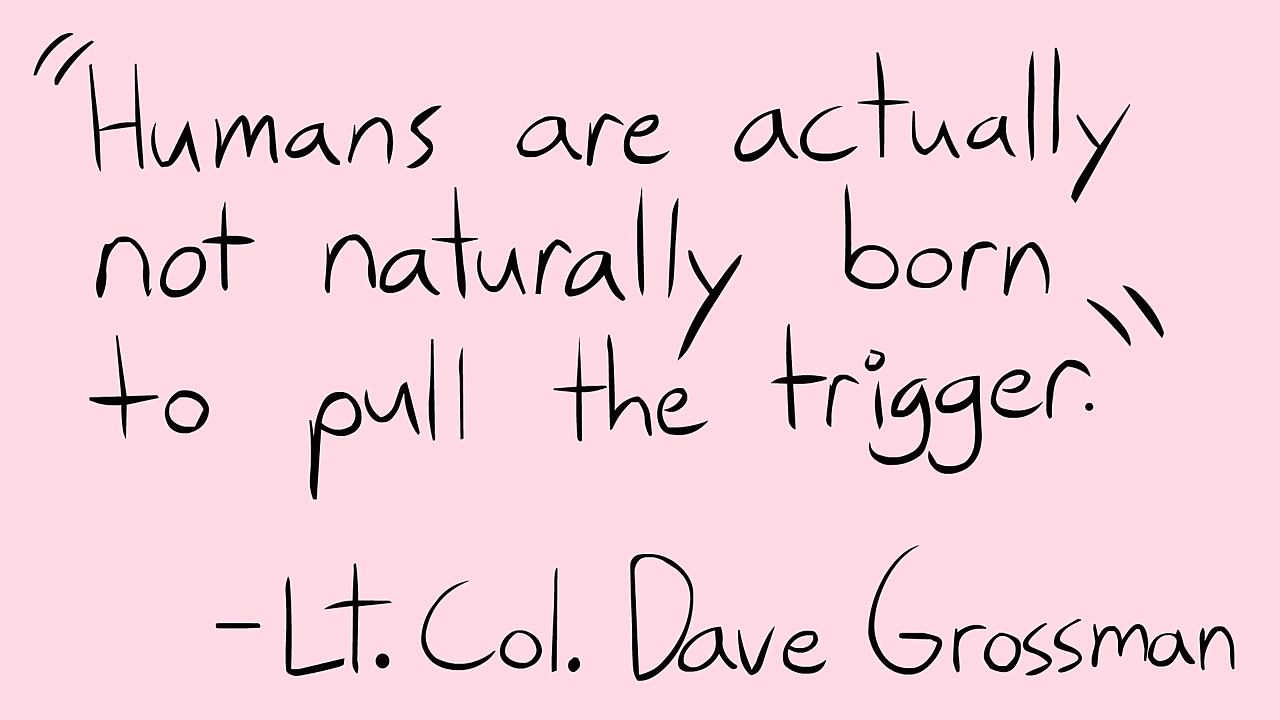 "Humans are actually
not naturally born
to pull the trigger."
-Lt. Col. Dave Grossman